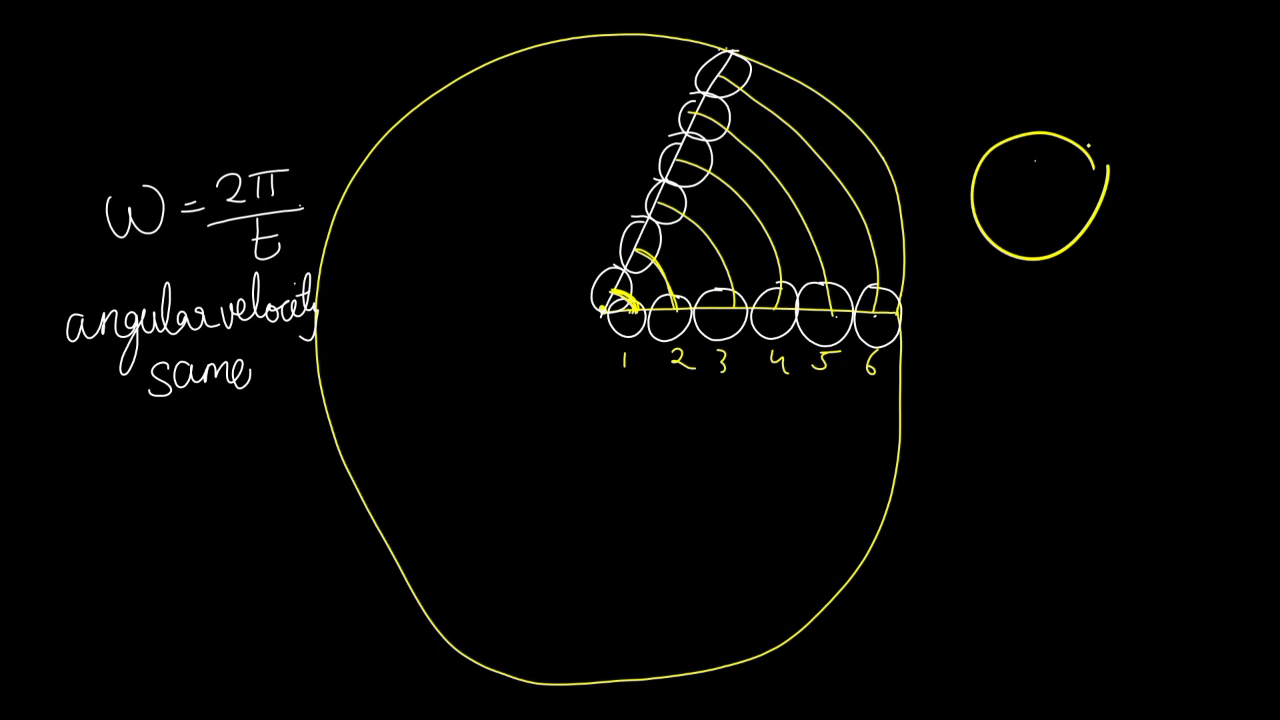 ω = 2π/t
angular velocity
same
1 2 3 4 5 6